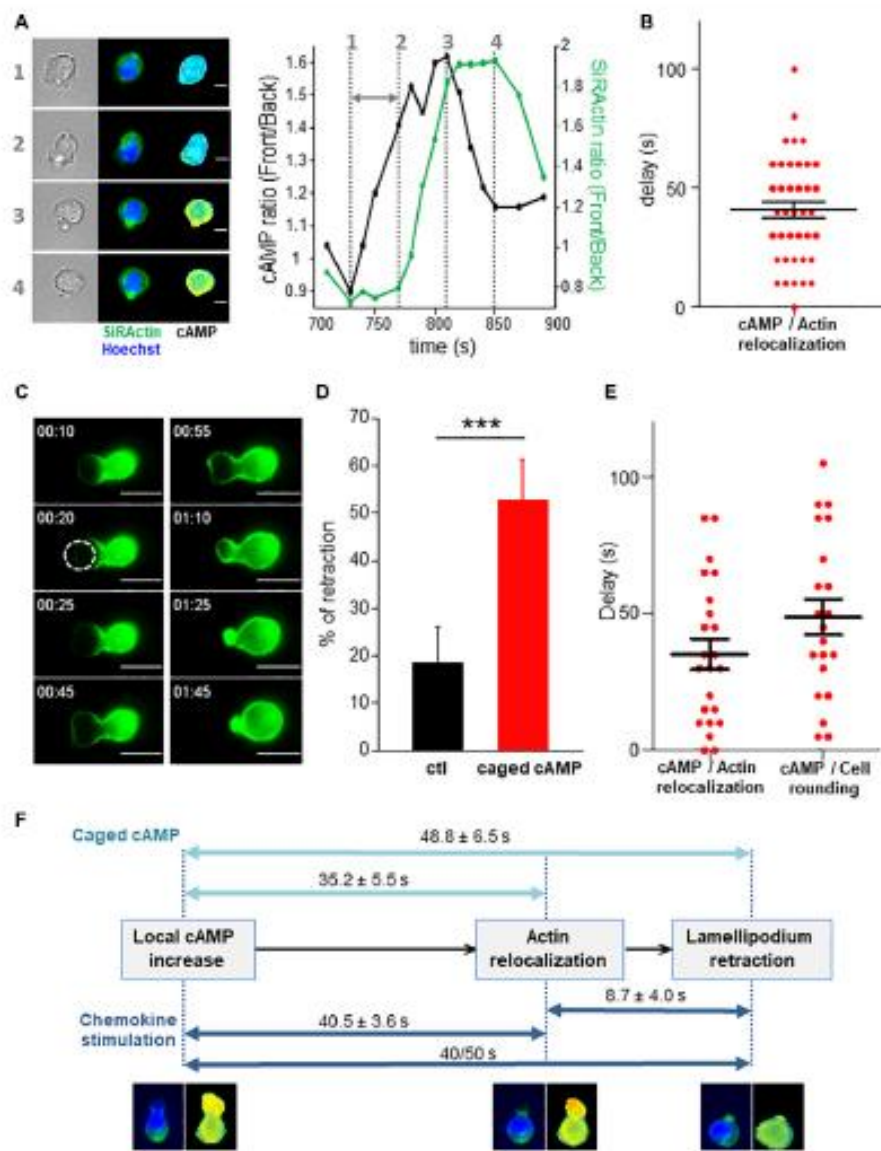 A
1
2
3
4
SiRActin
Hoechst
cAMP
cAMP ratio (Front/Back)
1.6
1.5
1.4
1.3
1.2
1.1
1
0.9
1
2
3
4
2
1.8
1.6
1.4
1.2
1
0.8
SiRActin ratio (Front/Back)
700
750
800
850
900
time (s)
B
delay (s)
100
50
0
cAMP / Actin
relocalization
C
00:10
00:55
00:20
01:10
00:25
01:25
00:45
01:45
D
% of retraction
70
60
50
40
30
20
10
0
***
ctl
caged cAMP
E
Delay (s)
100
50
0
cAMP / Actin
relocalization
cAMP / Cell
rounding
F
Caged cAMP
48.8 ± 6.5 s
35.2 ± 5.5 s
Local cAMP
increase
Actin
relocalization
Lamellipodium
retraction
8.7 ± 4.0 s
Chemokine
stimulation
40.5 ± 3.6 s
40/50 s